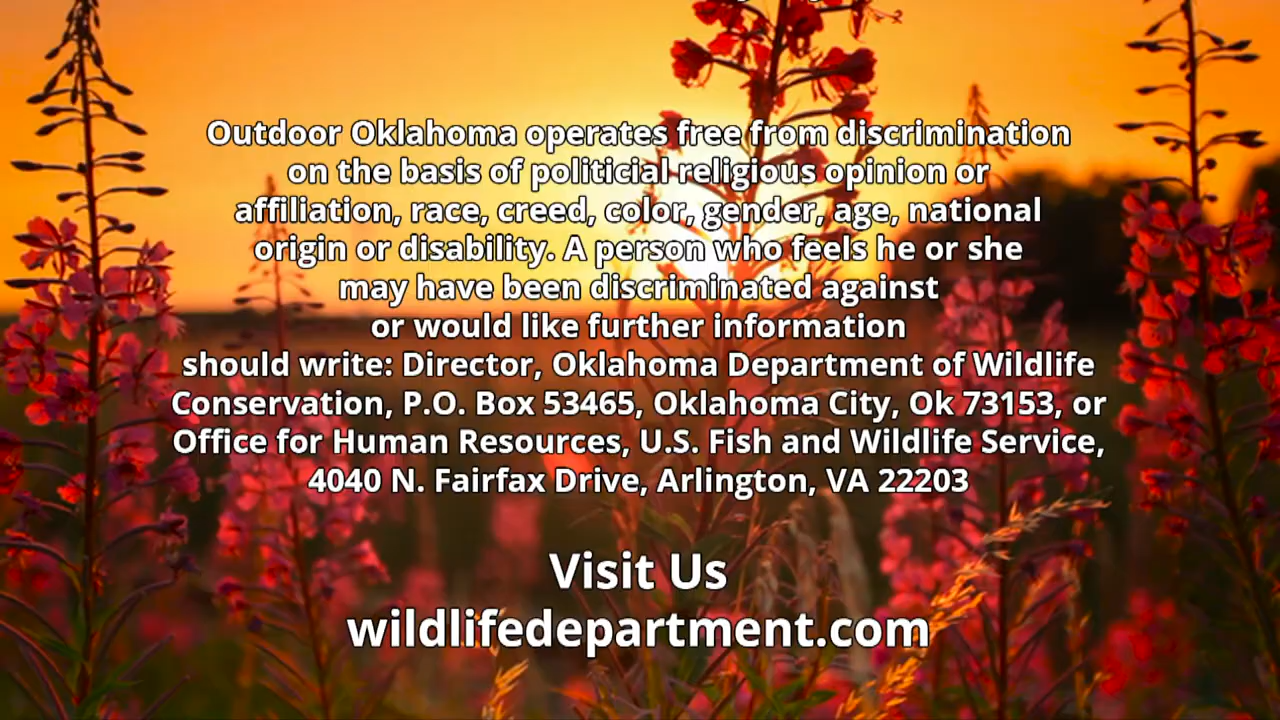 Outdoor Oklahoma operates free from discrimination
on the basis of politicial religious opinion or
affiliation, race, creed, color, gender, age, national
origin or disability. A person who feels he or she
may have been discriminated against
or would like further information
should write: Director, Oklahoma Department of Wildlife
Conservation, P.O. Box 53465, Oklahoma City, Ok 73153, or
Office for Human Resources, U.S. Fish and Wildlife Service,
4040 N. Fairfax Drive, Arlington, VA 22203
Visit Us
wildlifedepartment.com